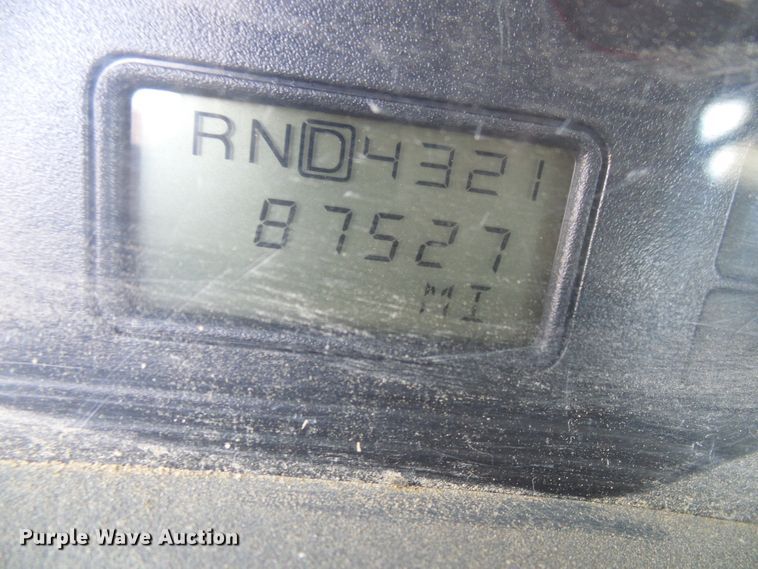 RND4321
87527
MI
Purple Wave Auction